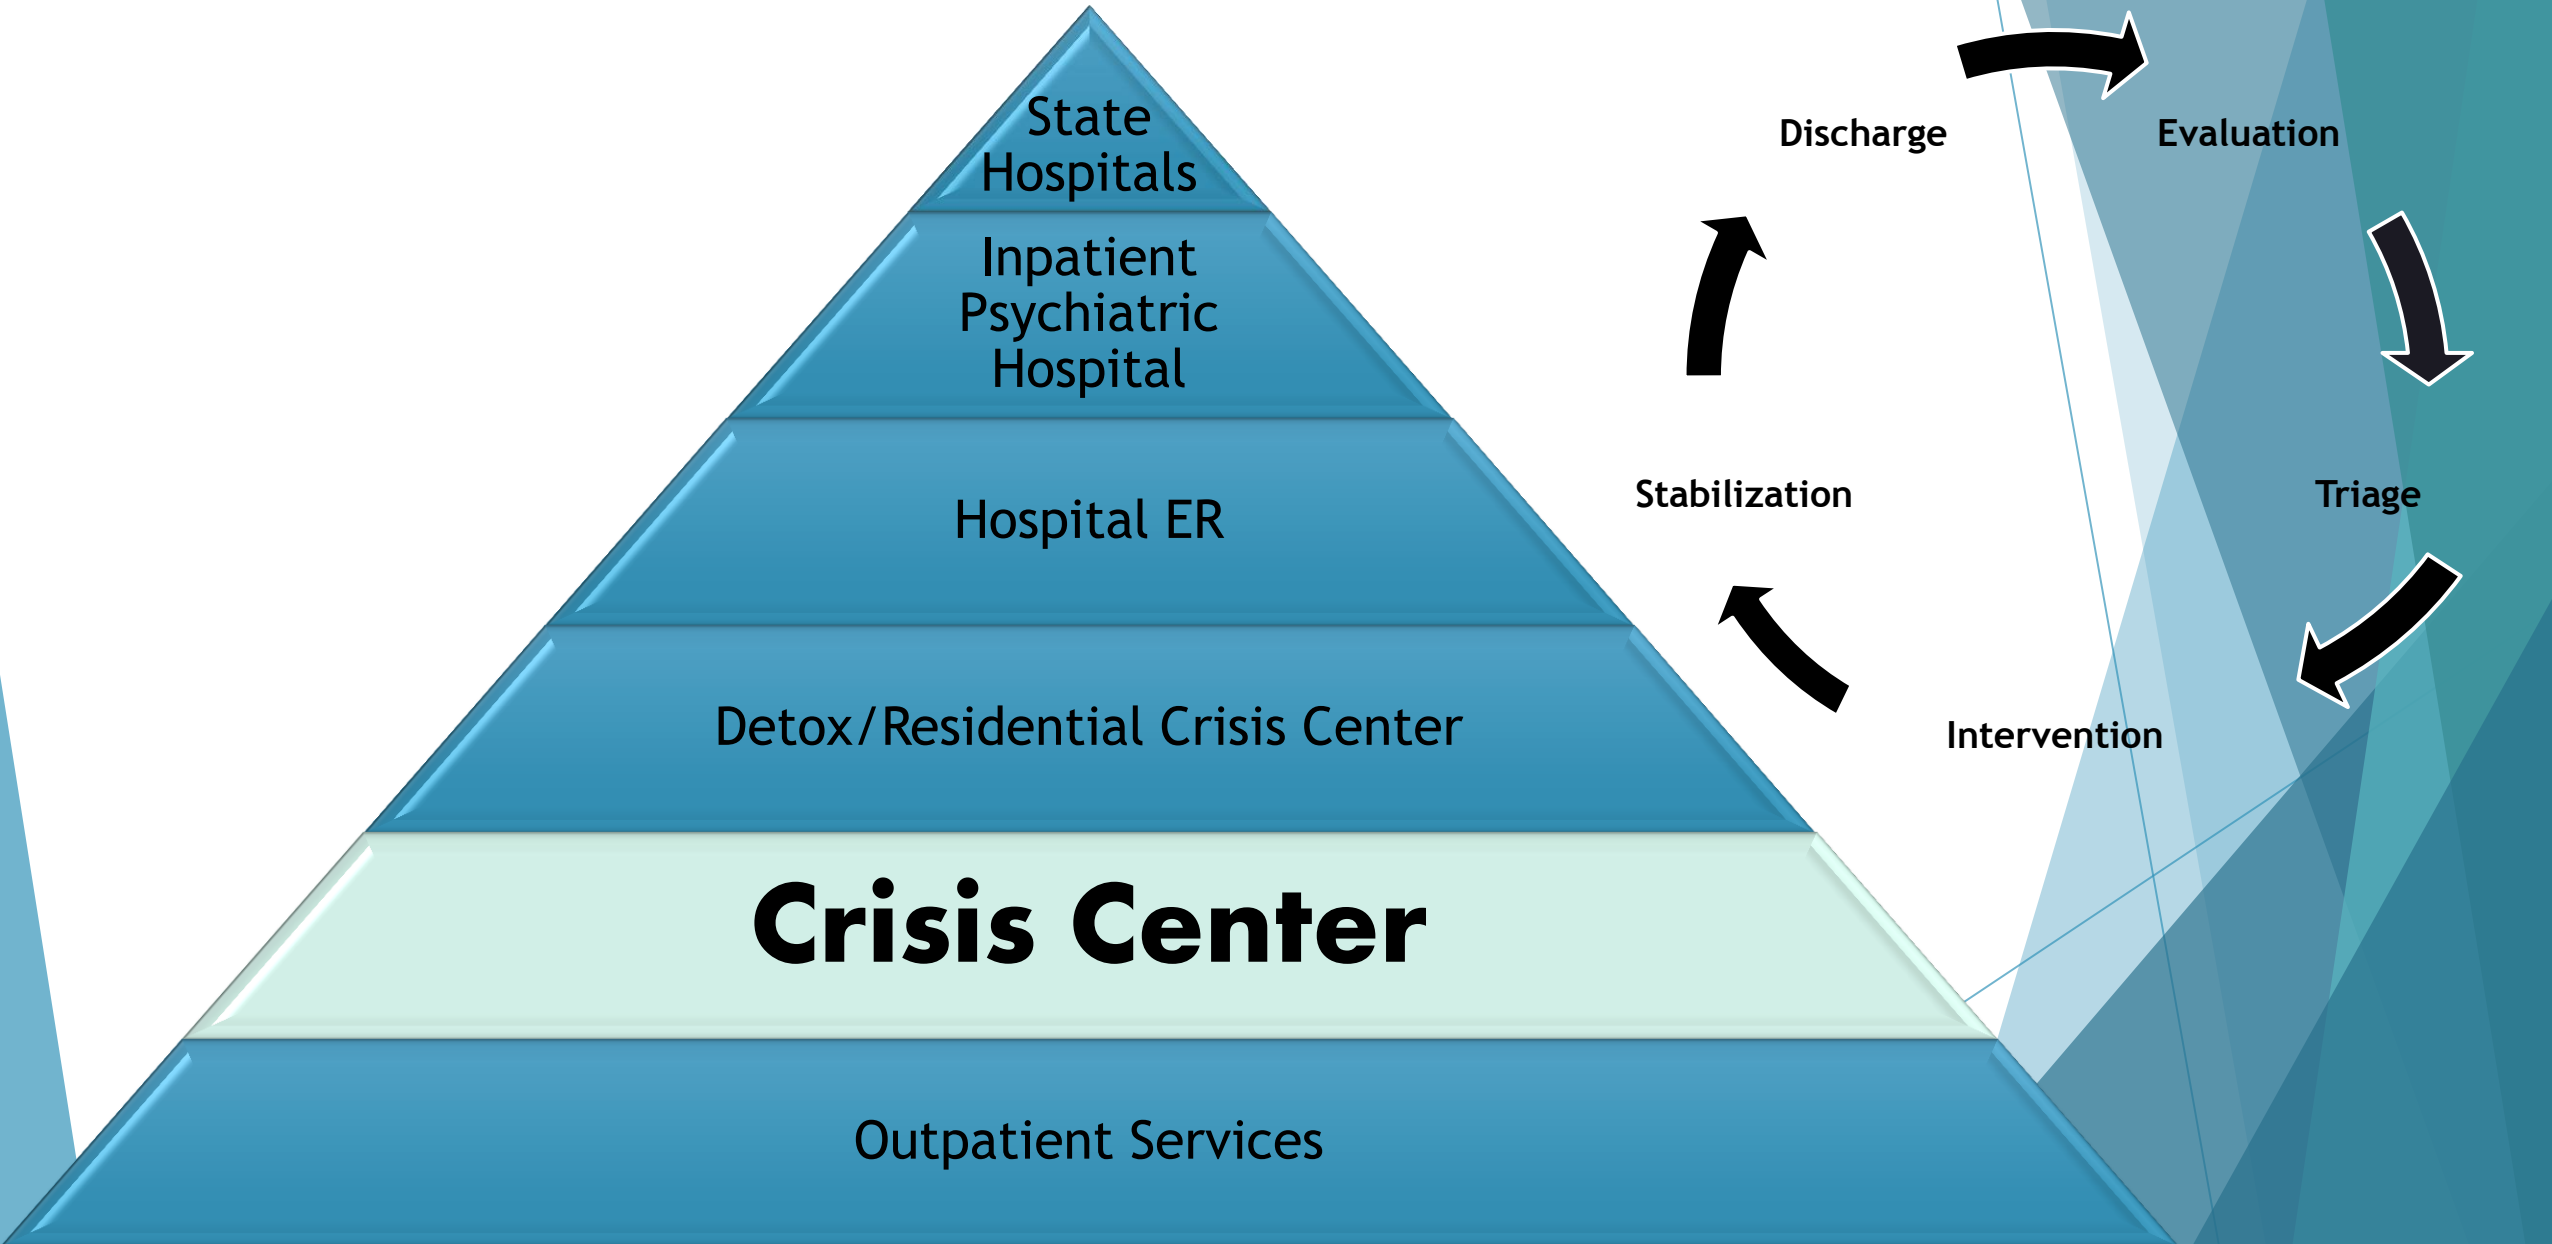 State
Hospitals
Inpatient
Psychiatric
Hospital
Hospital ER
Detox/Residential Crisis Center
Crisis Center
Outpatient Services
Discharge
Evaluation
Stabilization
Triage
Intervention